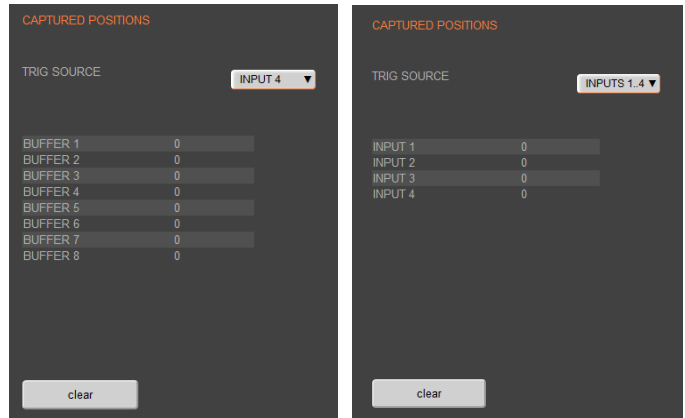 CAPTURED POSITIONS
TRIG SOURCE
INPUT 4 ▼
BUFFER 1 0
BUFFER 2 0
BUFFER 3 0
BUFFER 4 0
BUFFER 5 0
BUFFER 6 0
BUFFER 7 0
BUFFER 8 0
clear
CAPTURED POSITIONS
TRIG SOURCE
INPUTS 1..4 ▼
INPUT 1 0
INPUT 2 0
INPUT 3 0
INPUT 4 0
clear